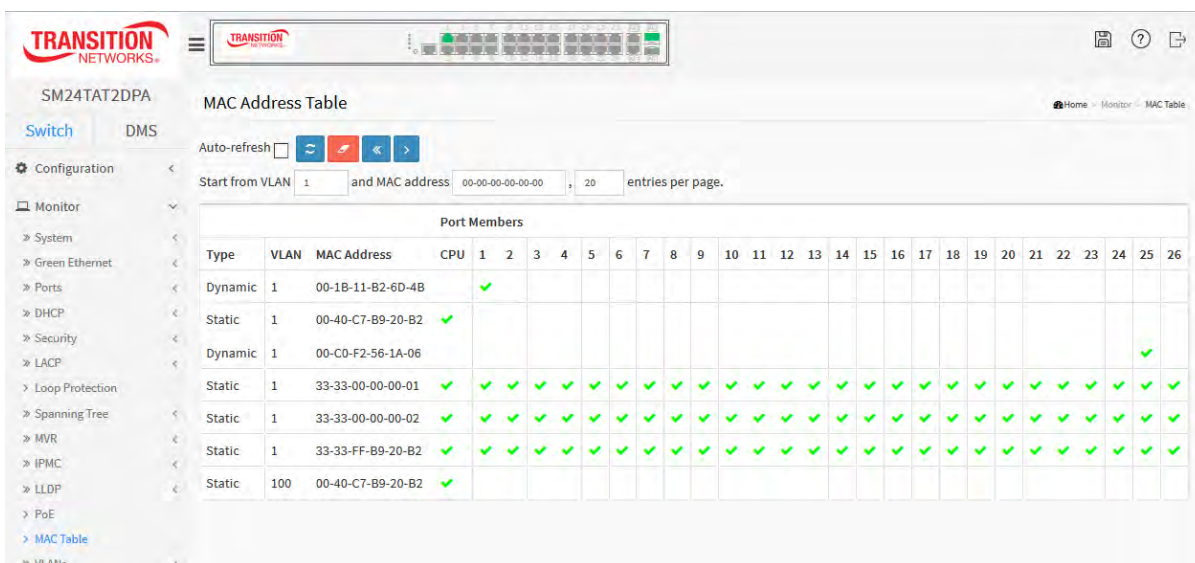 TRANSITION
NETWORKS®
TRANSITION
NETWORKS
SM24TAT2DPA
Switch DMS
Configuration
Monitor
» System
» Green Ethernet
» Ports
» DHCP
» Security
» LACP
> Loop Protection
» Spanning Tree
» MVR
» IPMC
» LLDP
> PoE
> MAC Table
» VLANs
MAC Address Table
Home > Monitor > MAC Table
Auto-refresh
Start from VLAN 1 and MAC address 00-00-00-00-00-00 , 20 entries per page.
Port Members
Type VLAN MAC Address CPU 1 2 3 4 5 6 7 8 9 10 11 12 13 14 15 16 17 18 19 20 21 22 23 24 25 26
Dynamic 1 00-1B-11-B2-6D-4B ✔
Static 1 00-40-C7-B9-20-B2 ✔
Dynamic 1 00-C0-F2-56-1A-06 ✔
Static 1 33-33-00-00-00-01 ✔ ✔ ✔ ✔ ✔ ✔ ✔ ✔ ✔ ✔ ✔ ✔ ✔ ✔ ✔ ✔ ✔ ✔ ✔ ✔ ✔ ✔ ✔ ✔ ✔ ✔ ✔
Static 1 33-33-00-00-00-02 ✔ ✔ ✔ ✔ ✔ ✔ ✔ ✔ ✔ ✔ ✔ ✔ ✔ ✔ ✔ ✔ ✔ ✔ ✔ ✔ ✔ ✔ ✔ ✔ ✔ ✔ ✔
Static 1 33-33-FF-B9-20-B2 ✔ ✔ ✔ ✔ ✔ ✔ ✔ ✔ ✔ ✔ ✔ ✔ ✔ ✔ ✔ ✔ ✔ ✔ ✔ ✔ ✔ ✔ ✔ ✔ ✔ ✔ ✔
Static 100 00-40-C7-B9-20-B2 ✔